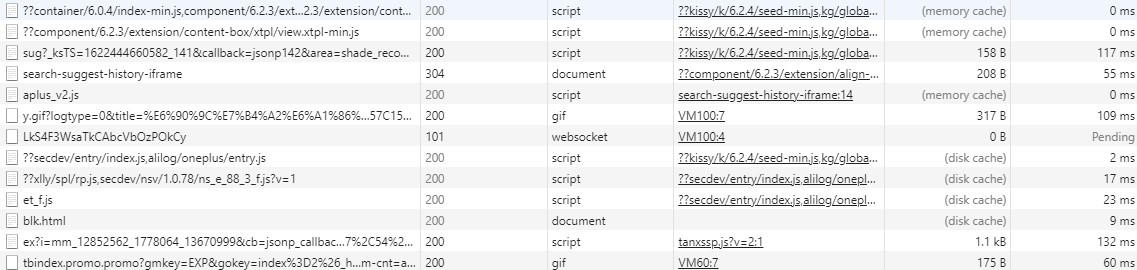 ??container/6.0.4/index-min.js,component/6.2.3/ext...2.3/extension/cont... 200 script ??kissy/k/6.2.4/seed-min.js,kg/globa... (memory cache) 0 ms
??component/6.2.3/extension/content-box/xtpl/view.xtpl-min.js 200 script ??kissy/k/6.2.4/seed-min.js,kg/globa... (memory cache) 0 ms
sug?_ksTS=1622444660582_141&callback=jsonp142&area=shade_reco... 200 script ??kissy/k/6.2.4/seed-min.js,kg/globa... 158 B 117 ms
search-suggest-history-iframe 304 document ??component/6.2.3/extension/align-... 208 B 55 ms
aplus_v2.js 200 script search-suggest-history-iframe:14 (memory cache) 0 ms
y.gif?logtype=0&title=%E6%90%9C%E7%B4%A2%E6%A1%86%...57C15... 200 gif VM100:7 317 B 109 ms
LkS4F3WsaTkCAbcVbOzPOkCy 101 websocket VM100:4 0 B Pending
??secdev/entry/index.js,alilog/oneplus/entry.js 200 script ??kissy/k/6.2.4/seed-min.js,kg/globa... (disk cache) 2 ms
??xlly/spl/rp.js,secdev/nsv/1.0.78/ns_e_88_3_f.js?v=1 200 script ??secdev/entry/index.js,alilog/onepl... (disk cache) 17 ms
et_f.js 200 script ??secdev/entry/index.js,alilog/onepl... (disk cache) 23 ms
blk.html 200 document (disk cache) 9 ms
ex?i=mm_12852562_1778064_13670999&cb=jsonp_callbac...7%2C54%2... 200 script tanxssp.js?v=2:1 1.1 kB 132 ms
tbindex.promo.promo?gmkey=EXP&gokey=index%3D2%26_h...m-cnt=a... 200 gif VM60:7 175 B 60 ms